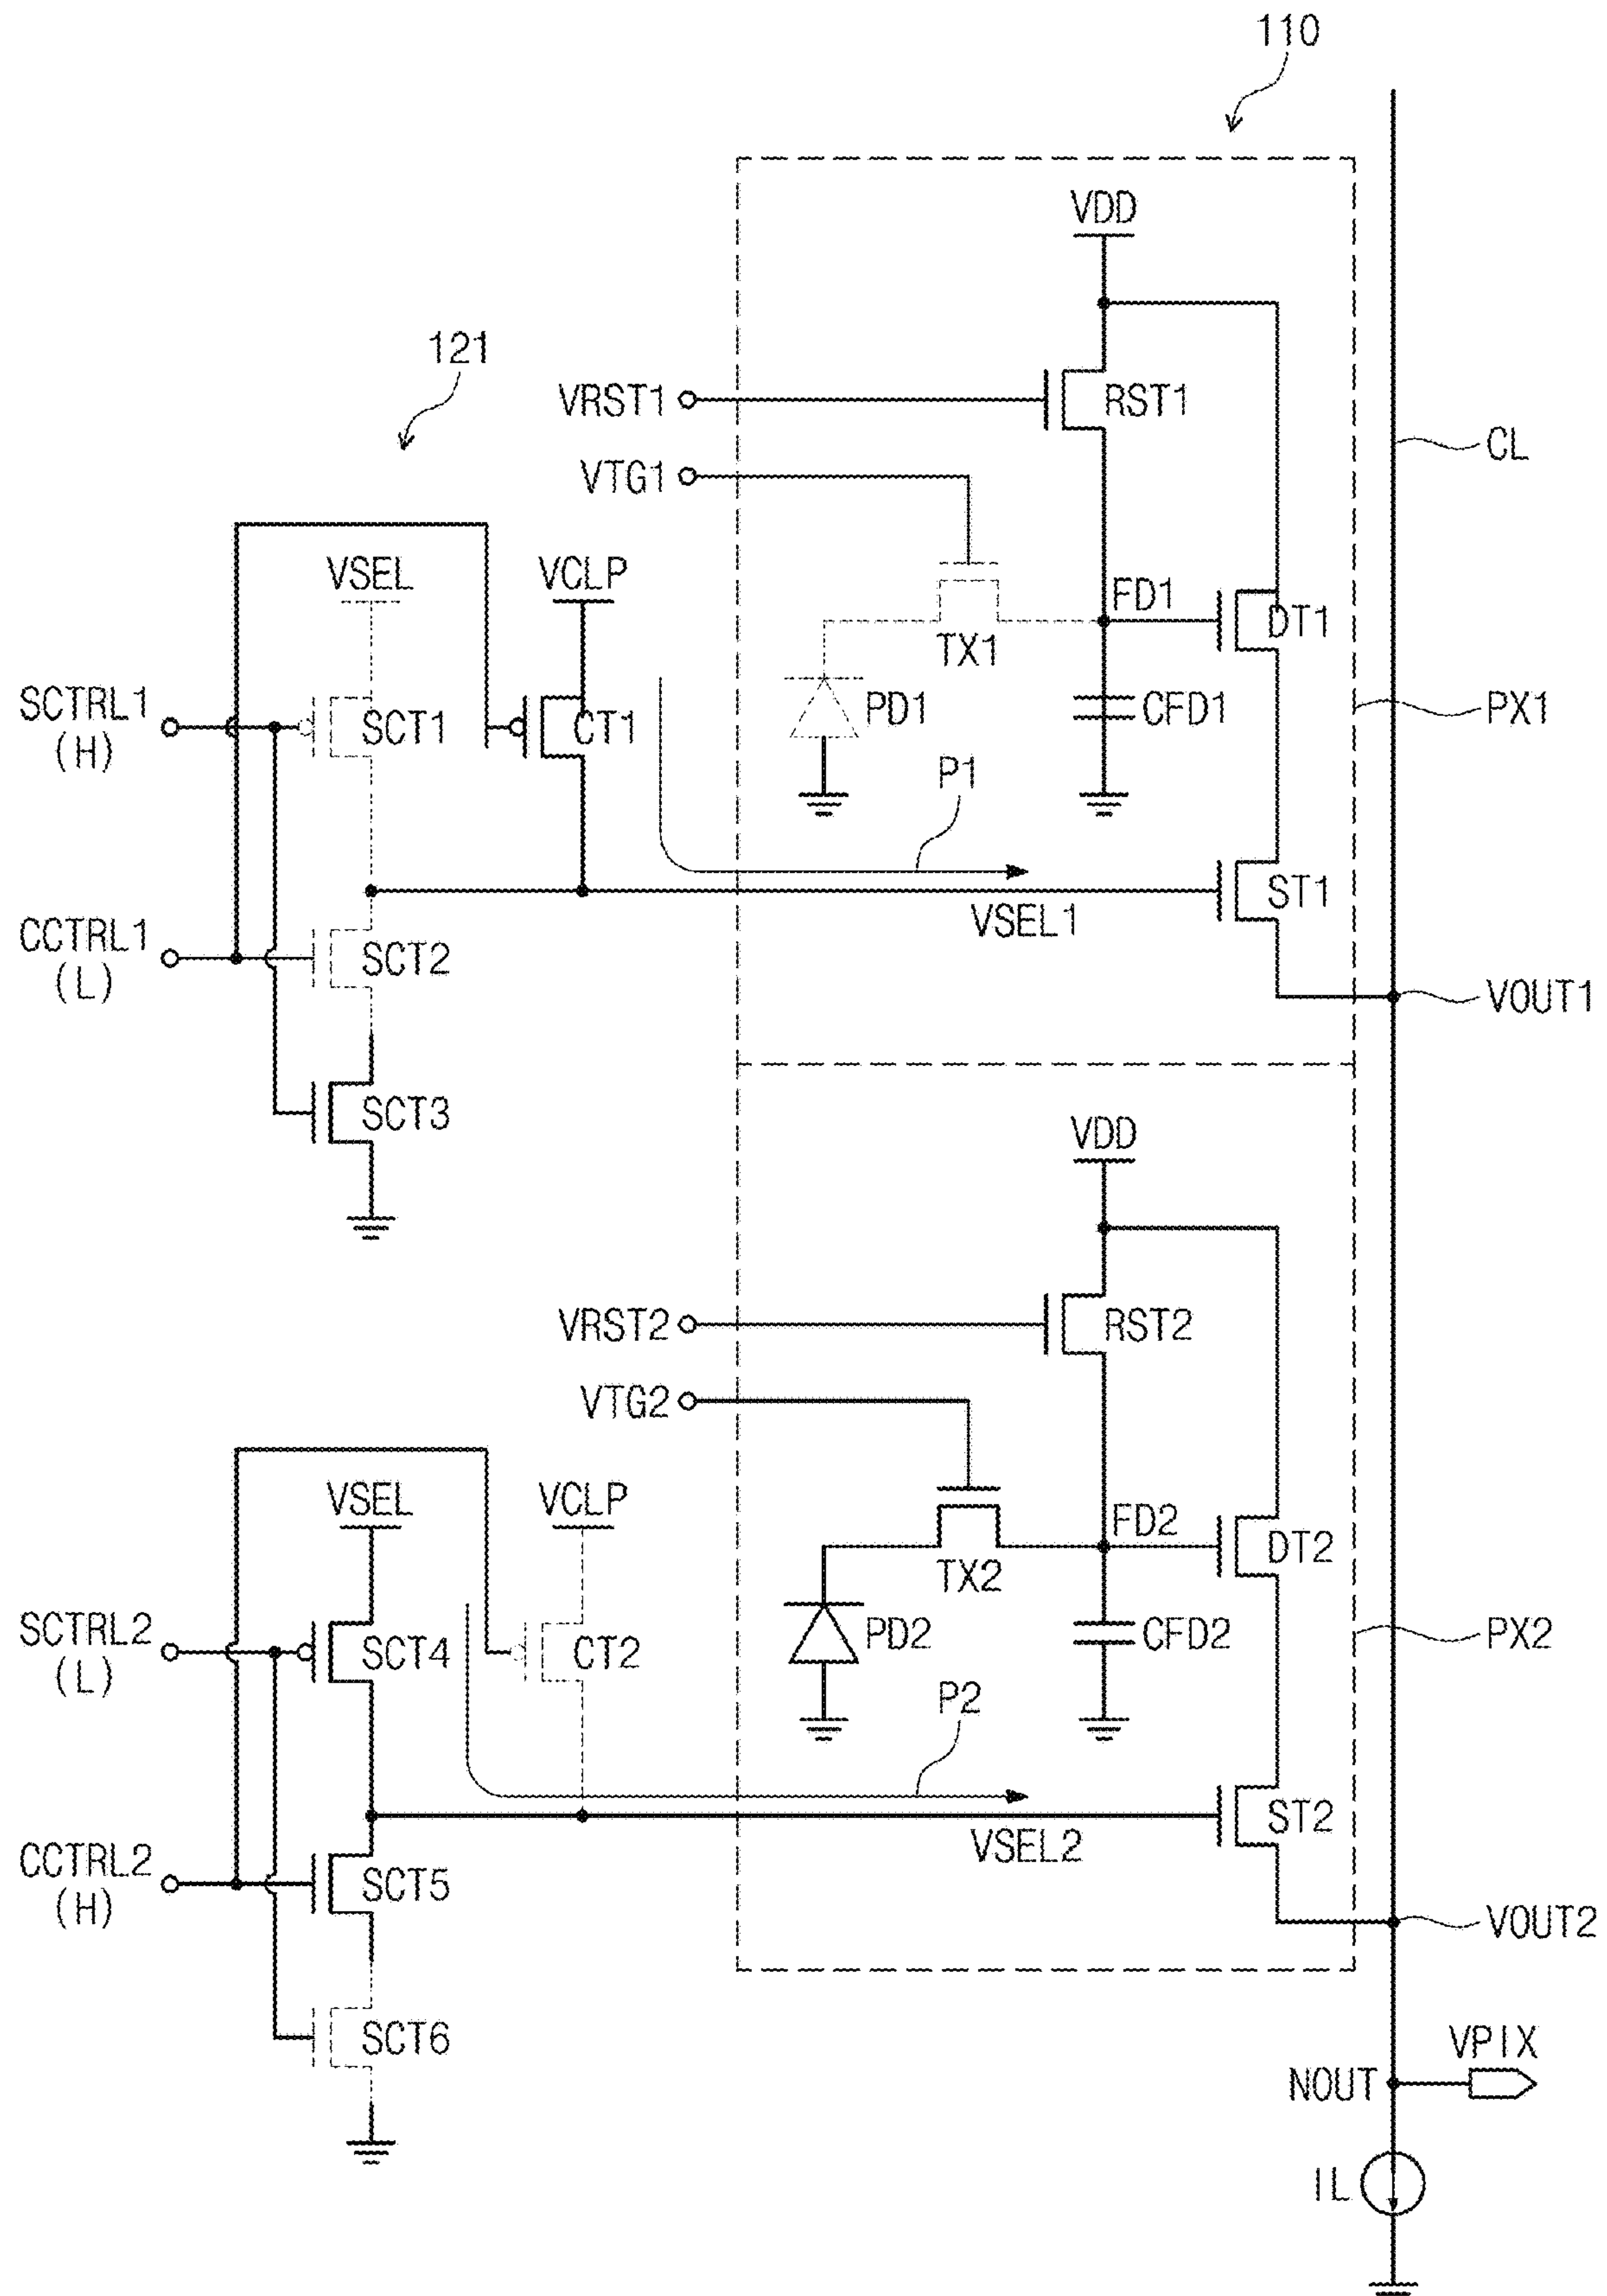 110
VDD
121
VRST1
RST1
CL
VTG1
VSEL
VCLP
FD1
DT1
TX1
SCTRL1
(H)
SCT1
CT1
PD1
CFD1
PX1
P1
ST1
VSEL1
CCTRL1
(L)
SCT2
VOUT1
SCT3
VDD
VRST2
RST2
VTG2
VSEL
VCLP
FD2
DT2
TX2
SCTRL2
(L)
SCT4
CT2
PD2
CFD2
PX2
P2
ST2
VSEL2
CCTRL2
(H)
SCT5
VOUT2
SCT6
VPIX
NOUT
IL